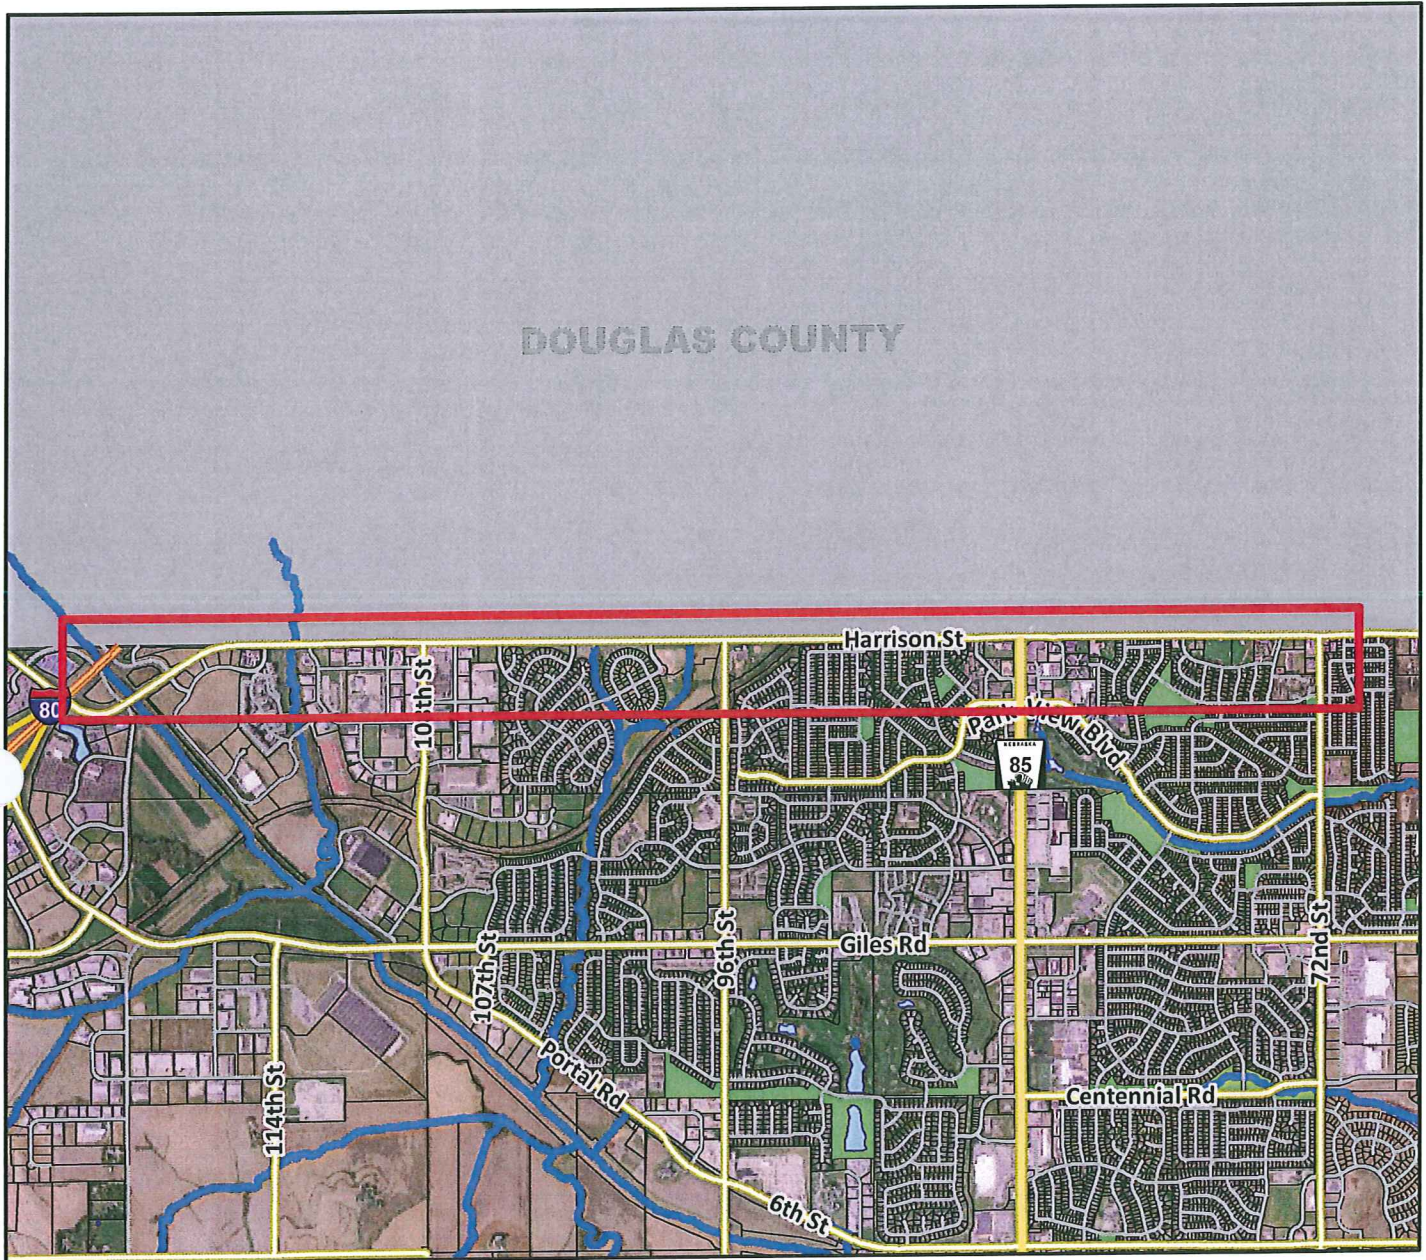 DOUGLAS COUNTY
Harrison St
80
108th St
Park View Blvd
NEBRASKA
85
96th St
Giles Rd
72nd St
107th St
Portal Rd
114th St
Centennial Rd
6th St